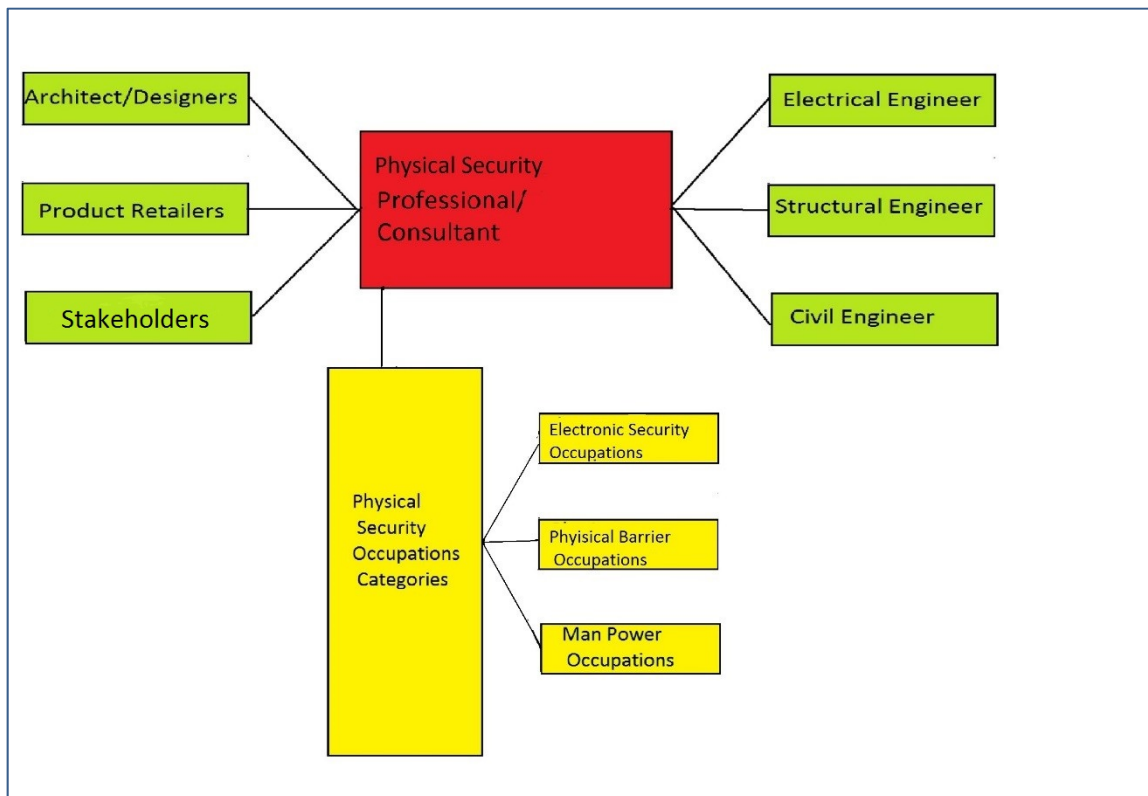 Architect/Designers
Product Retailers
Stakeholders
Physical Security
Professional/
Consultant
Electrical Engineer
Structural Engineer
Civil Engineer
Physical
Security
Occupations
Categories
Electronic Security
Occupations
Phyisical Barrier
Occupations
Man Power
Occupations